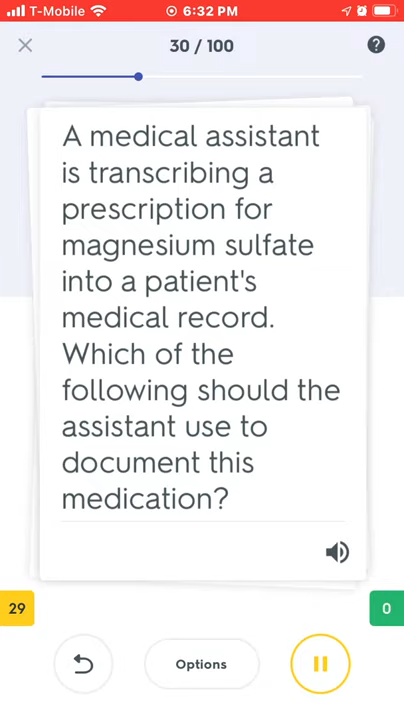 T-Mobile 6:32 PM
30 / 100
?
A medical assistant
is transcribing a
prescription for
magnesium sulfate
into a patient's
medical record.
Which of the
following should the
assistant use to
document this
medication?
29
0
Options